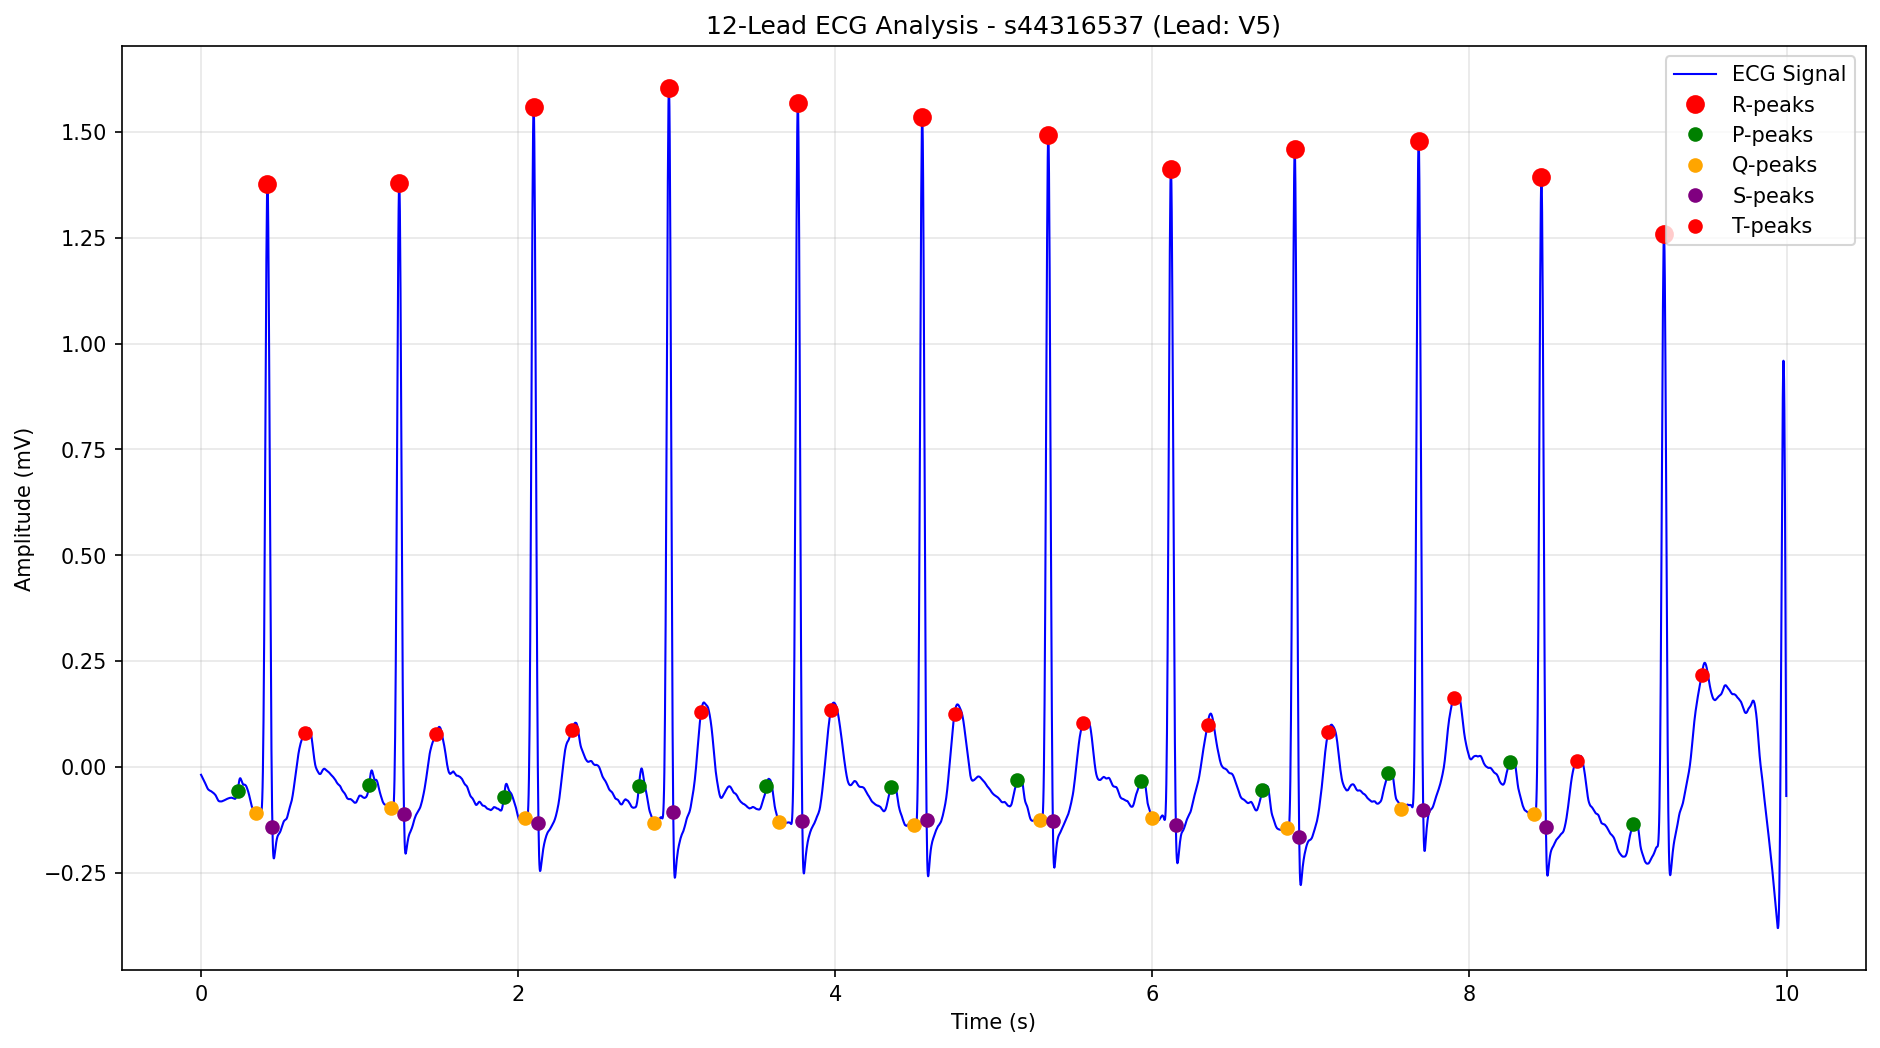 12-Lead ECG Analysis - s44316537 (Lead: V5)
ECG Signal
R-peaks
P-peaks
Q-peaks
S-peaks
T-peaks
Amplitude (mV)
1.50
1.25
1.00
0.75
0.50
0.25
0.00
−0.25
0 2 4 6 8 10
Time (s)